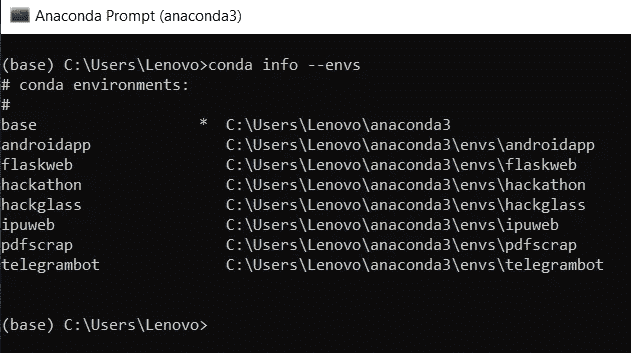 Anaconda Prompt (anaconda3)
(base) C:\Users\Lenovo>conda info --envs
# conda environments:
#
base                  *  C:\Users\Lenovo\anaconda3
androidapp               C:\Users\Lenovo\anaconda3\envs\androidapp
flaskweb                 C:\Users\Lenovo\anaconda3\envs\flaskweb
hackathon                C:\Users\Lenovo\anaconda3\envs\hackathon
hackglass                C:\Users\Lenovo\anaconda3\envs\hackglass
ipuweb                   C:\Users\Lenovo\anaconda3\envs\ipuweb
pdfscrap                 C:\Users\Lenovo\anaconda3\envs\pdfscrap
telegrambot              C:\Users\Lenovo\anaconda3\envs\telegrambot
(base) C:\Users\Lenovo>